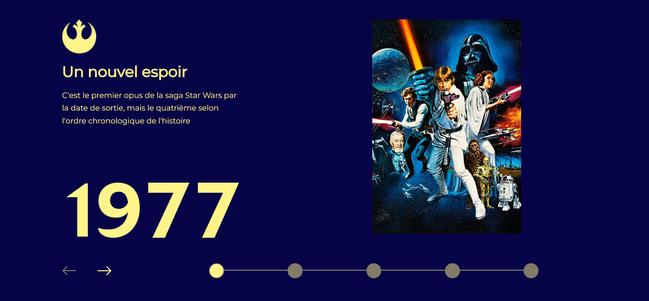 Un nouvel espoir
C'est le premier opus de la saga Star Wars par
la date de sortie, mais le quatrième selon
l'ordre chronologique de l'histoire
1977